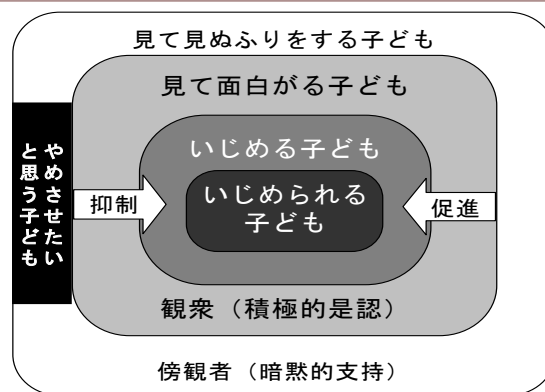 見て見ぬふりをする子ども
見て面白がる子ども
いじめる子ども
いじめられる
子ども
やめさせたい
と思う子ども
抑制
促進
観衆（積極的是認）
傍観者（暗黙的支持）